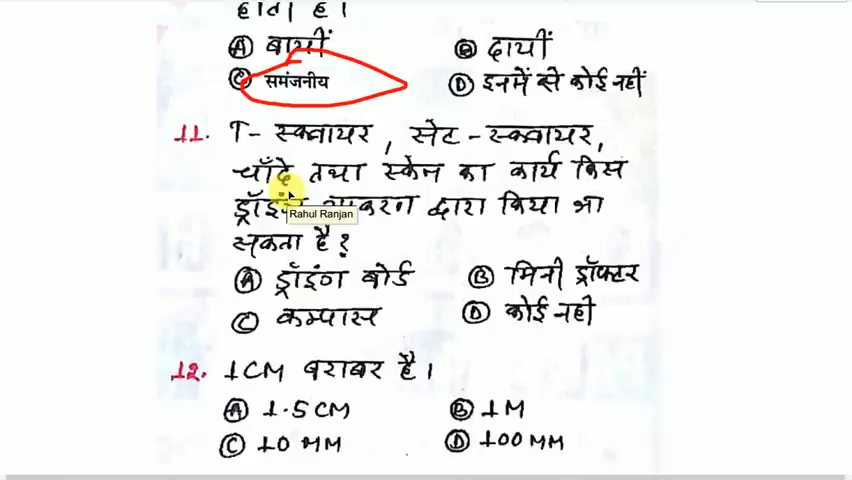 होता है।
Ⓐ बायीं Ⓑ दायीं
Ⓒ समंजनीय Ⓓ इनमें से कोई नहीं
11. T-स्क्वायर, सेट-स्क्वायर,
चाँदे तथा स्केल का कार्य किस
ड्रॉइंग उपकरण द्वारा किया जा
Rahul Ranjan
सकता है?
Ⓐ ड्रॉइंग बोर्ड Ⓑ मिनी ड्रॉफ्टर
Ⓒ कम्पास Ⓓ कोई नहीं
12. 1CM बराबर है।
Ⓐ 1.5 CM Ⓑ 1M
Ⓒ 10 MM Ⓓ 100 MM